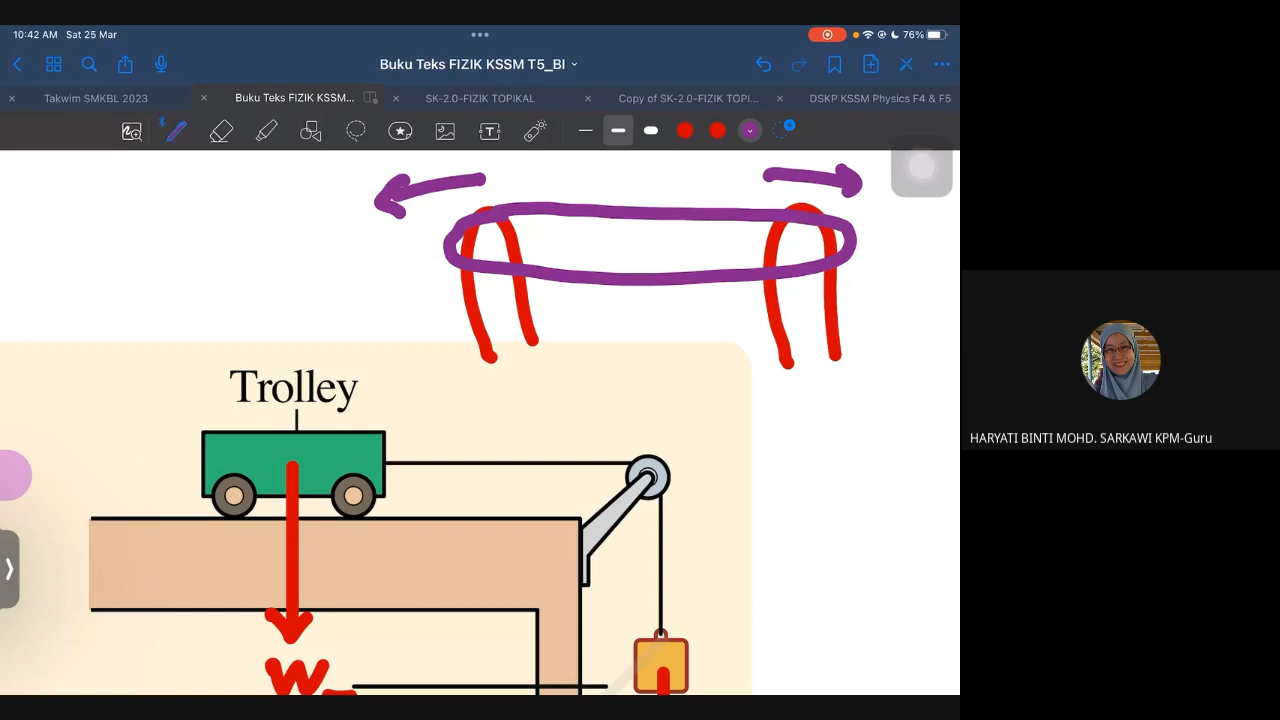 10:42 AM Sat 25 Mar
76%
Buku Teks FIZIK KSSM T5_BI
Takwim SMKBL 2023
Buku Teks FIZIK KSSM...
SK-2.0-FIZIK TOPIKAL
Copy of SK-2.0-FIZIK TOPI...
DSKP KSSM Physics F4 & F5
T
Trolley
W
HARYATI BINTI MOHD. SARKAWI KPM-Guru